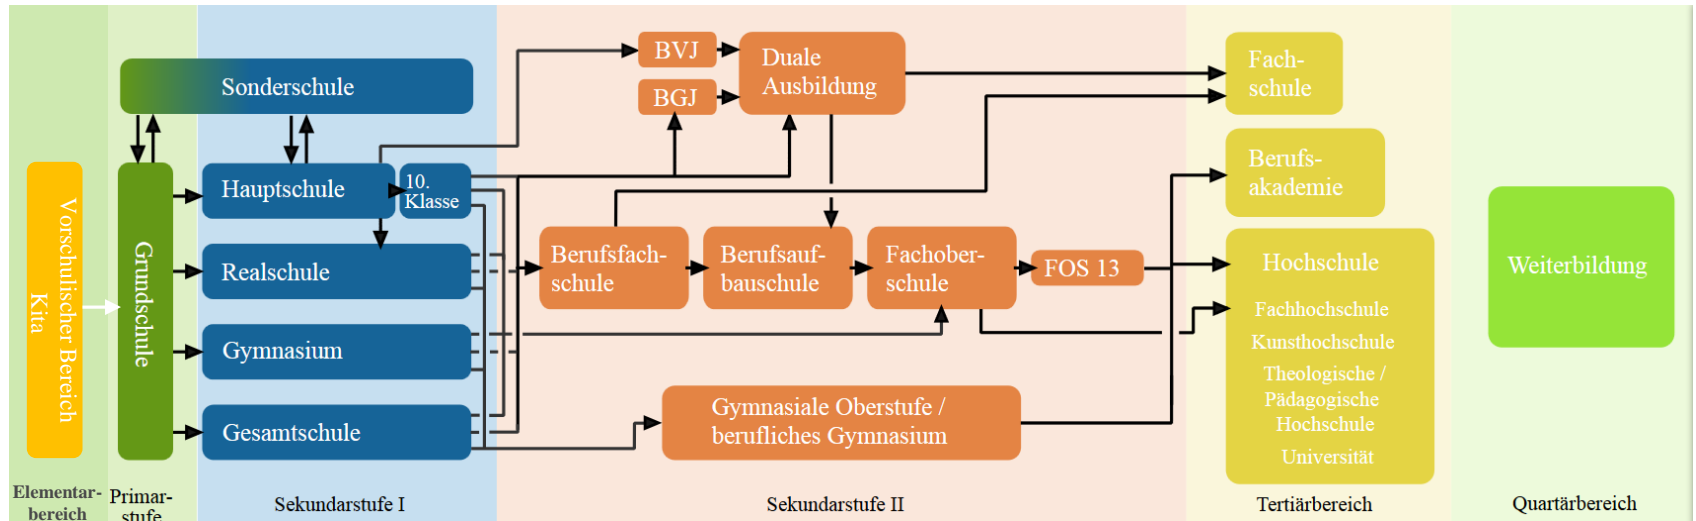 Vorschulischer Bereich
Kita
Grundschule
Sonderschule
Hauptschule
10.
Klasse
Realschule
Gymnasium
Gesamtschule
BVJ
BGJ
Duale
Ausbildung
Berufsfach-
schule
Berufsauf-
bauschule
Fachober-
schule
FOS 13
Gymnasiale Oberstufe /
berufliches Gymnasium
Fach-
schule
Berufs-
akademie
Hochschule
Fachhochschule
Kunsthochschule
Theologische /
Pädagogische
Hochschule
Universität
Weiterbildung
Elementar-
bereich
Primar-
stufe
Sekundarstufe I
Sekundarstufe II
Tertiärbereich
Quartärbereich